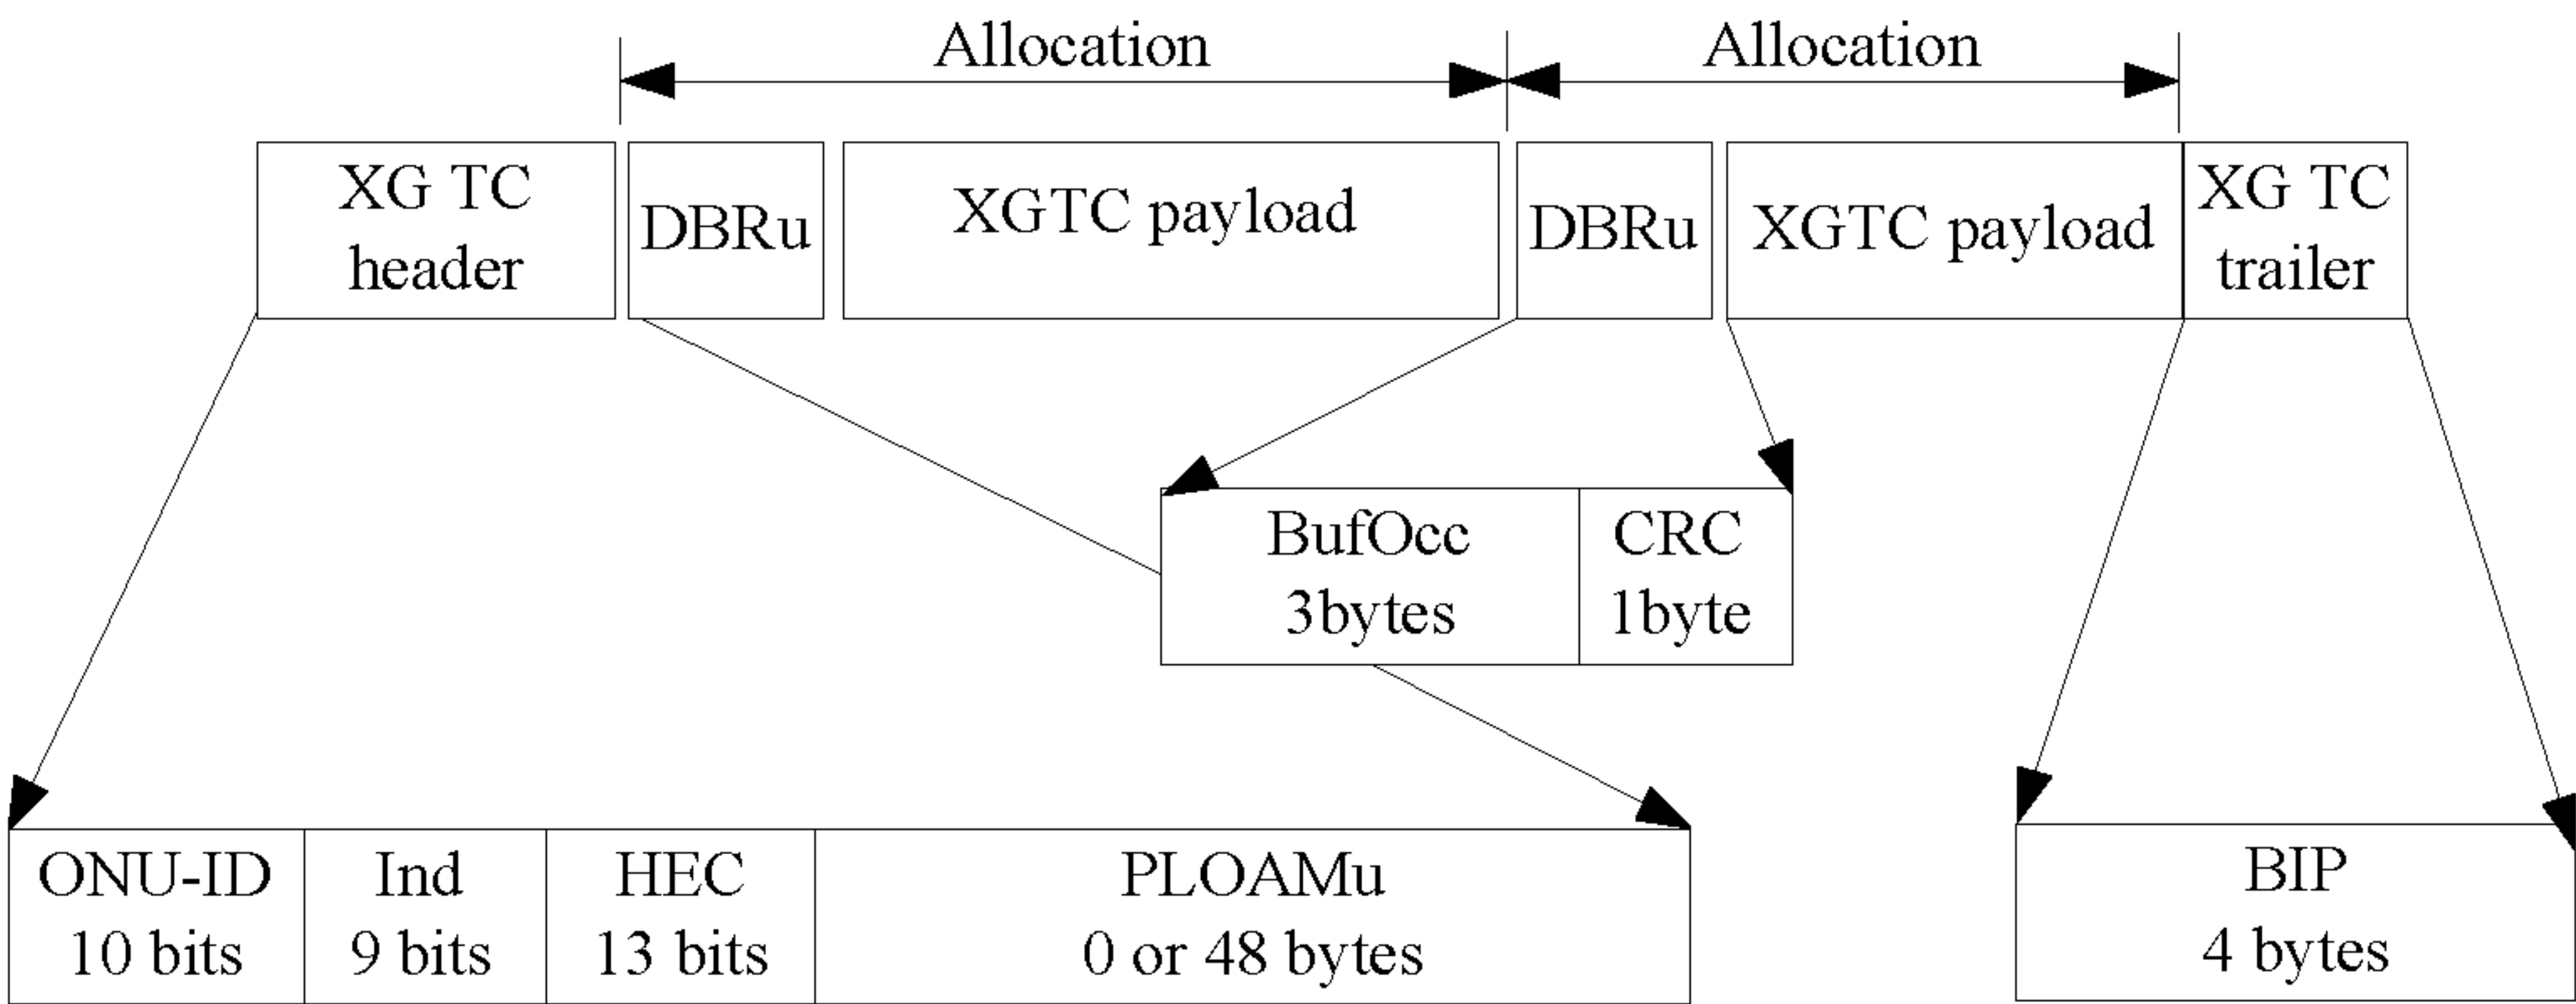 Allocation
Allocation
XG TC
header
DBRu
XGTC payload
DBRu
XGTC payload
XG TC
trailer
BufOcc
3bytes
CRC
1byte
ONU-ID
10 bits
Ind
9 bits
HEC
13 bits
PLOAMu
0 or 48 bytes
BIP
4 bytes